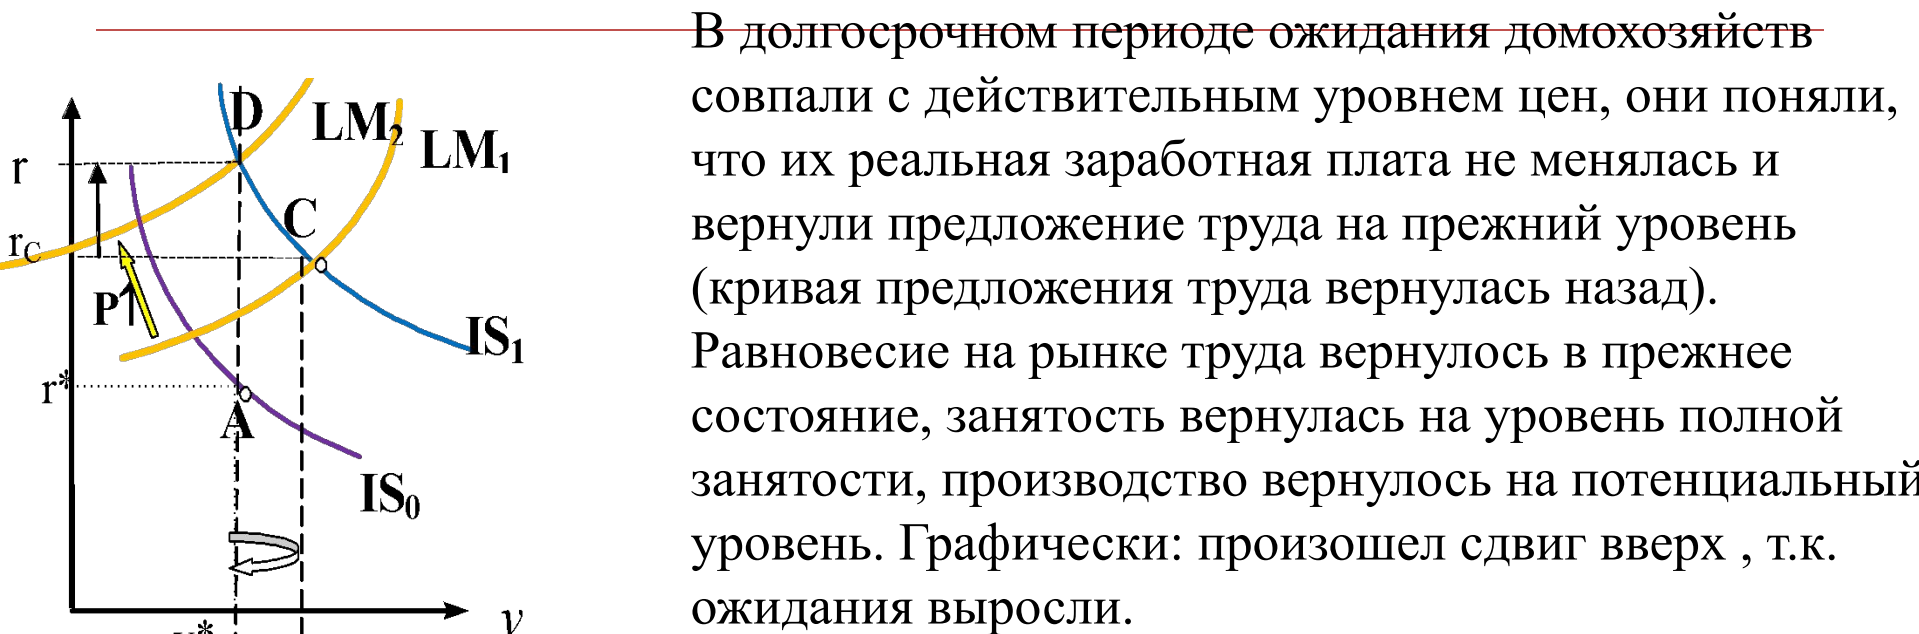 В долгосрочном периоде ожидания домохозяйств
совпали с действительным уровнем цен, они поняли,
что их реальная заработная плата не менялась и
вернули предложение труда на прежний уровень
(кривая предложения труда вернулась назад).
Равновесие на рынке труда вернулось в прежнее
состояние, занятость вернулась на уровень полной
занятости, производство вернулось на потенциальный
уровень. Графически: произошел сдвиг вверх , т.к.
ожидания выросли.
D
LM₂
LM₁
r
C
r_C
P
IS₁
r*
A
IS₀
y